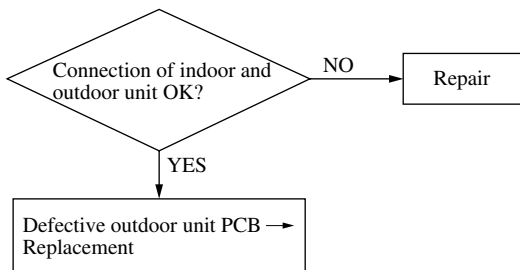 Connection of indoor and
outdoor unit OK?
NO
Repair
YES
Defective outdoor unit PCB →
Replacement